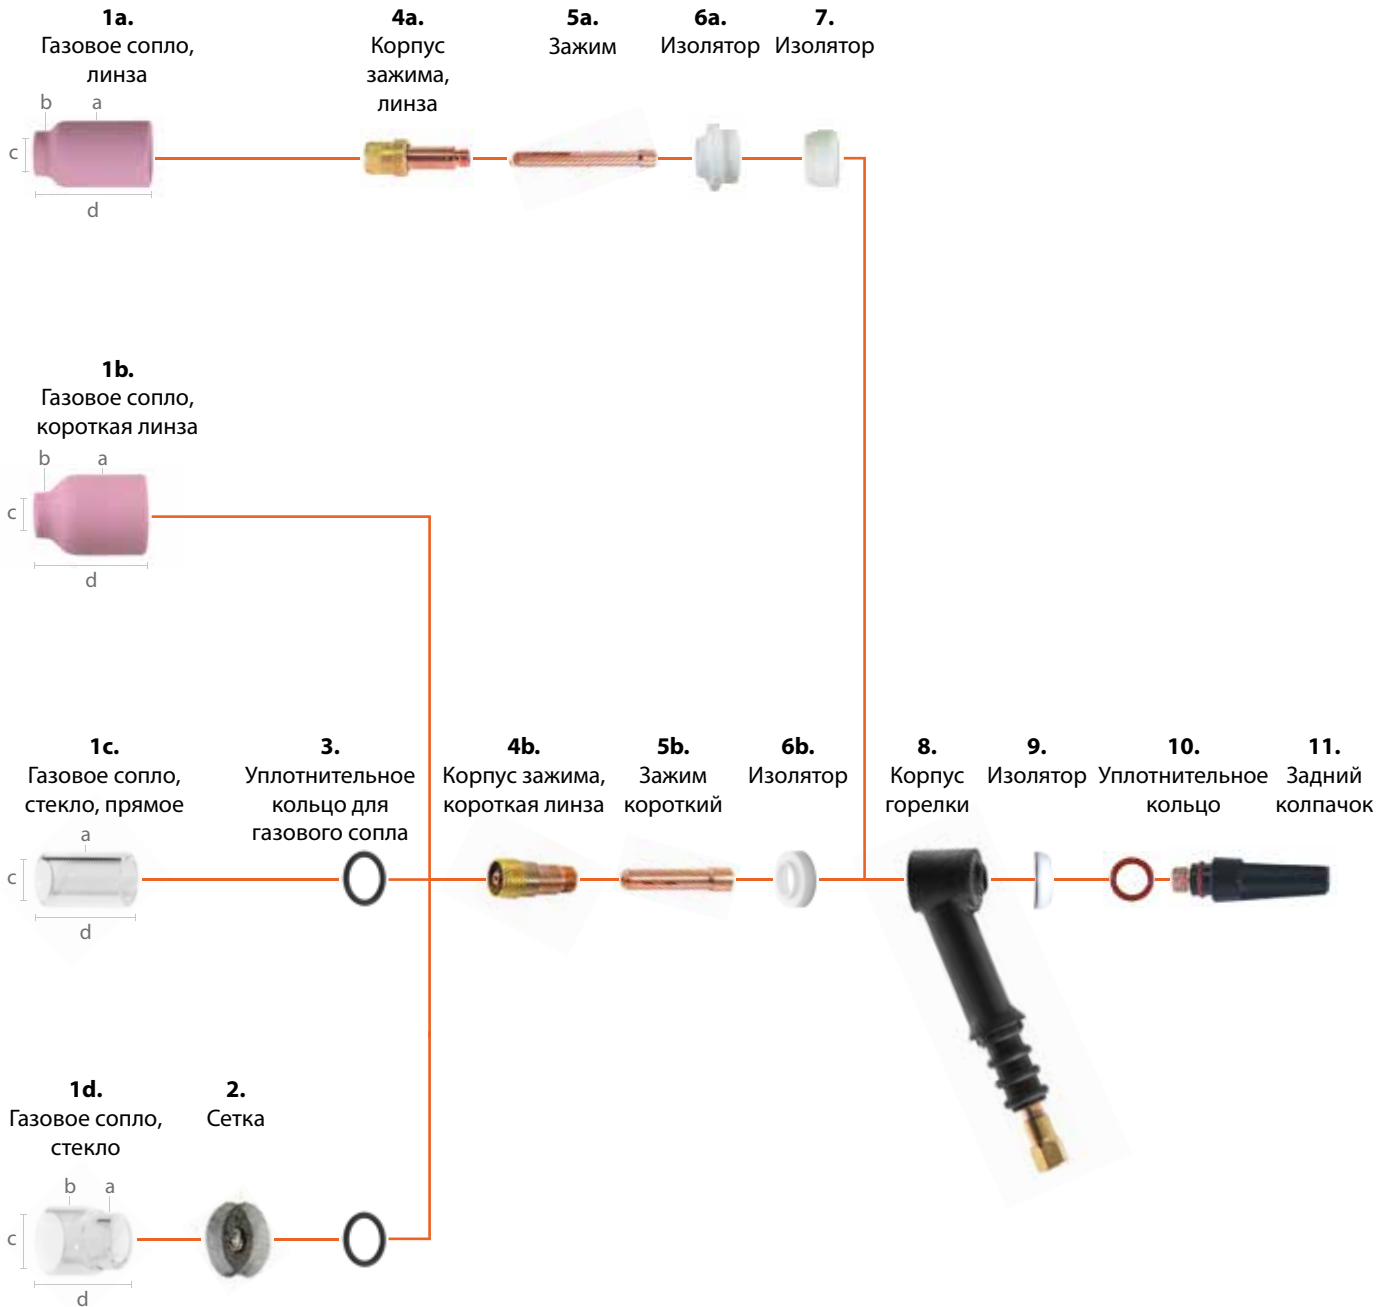 1a.
Газовое сопло,
линза
b a
c
d
4a.
Корпус
зажима,
линза
5a.
Зажим
6a.
Изолятор
7.
Изолятор
1b.
Газовое сопло,
короткая линза
b a
c
d
1c.
Газовое сопло,
стекло, прямое
a
c
d
3.
Уплотнительное
кольцо для
газового сопла
4b.
Корпус зажима,
короткая линза
5b.
Зажим
короткий
6b.
Изолятор
8.
Корпус
горелки
9.
Изолятор
10.
Уплотнительное
кольцо
11.
Задний
колпачок
1d.
Газовое сопло,
стекло
b a
c
d
2.
Сетка